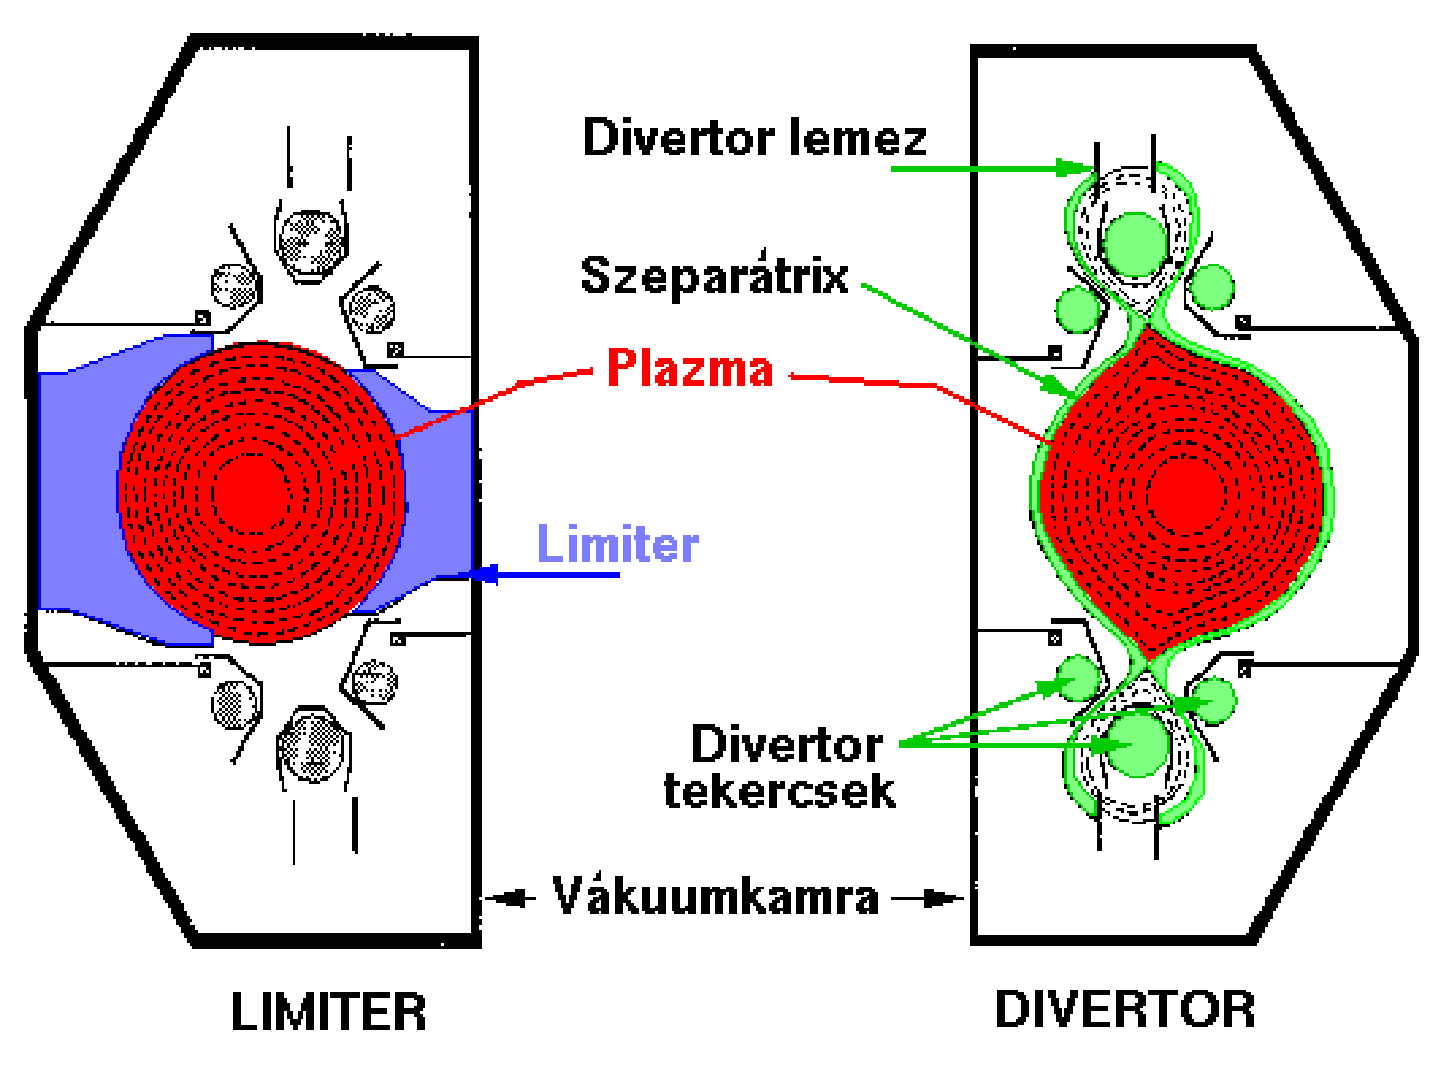 Divertor lemez
Szeparátrix
Plazma
Limiter
Divertor
tekercsek
Vákuumkamra
LIMITER
DIVERTOR